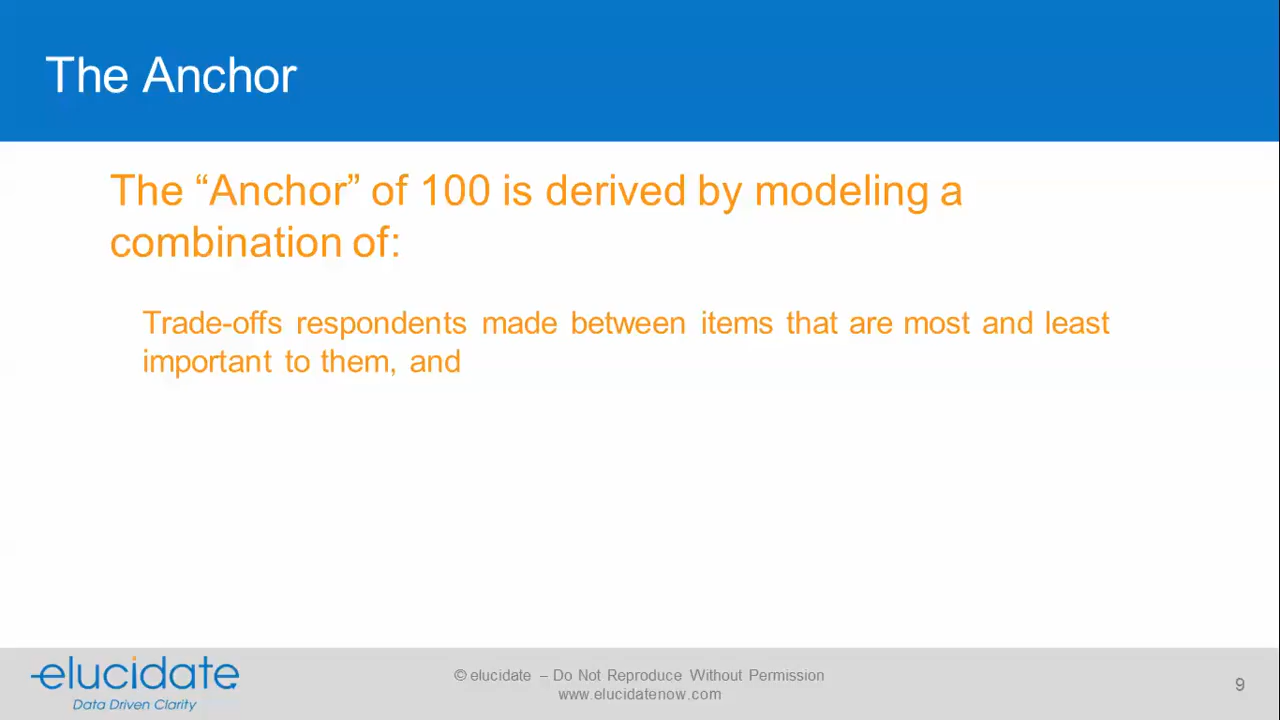 The Anchor
The “Anchor” of 100 is derived by modeling a
combination of:
Trade-offs respondents made between items that are most and least
important to them, and
elucidate
Data Driven Clarity
© elucidate – Do Not Reproduce Without Permission
www.elucidatenow.com
9